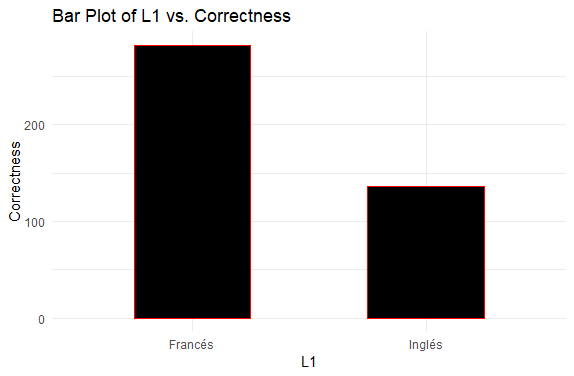 Bar Plot of L1 vs. Correctness
Correctness
200
100
0
Francés
Inglés
L1